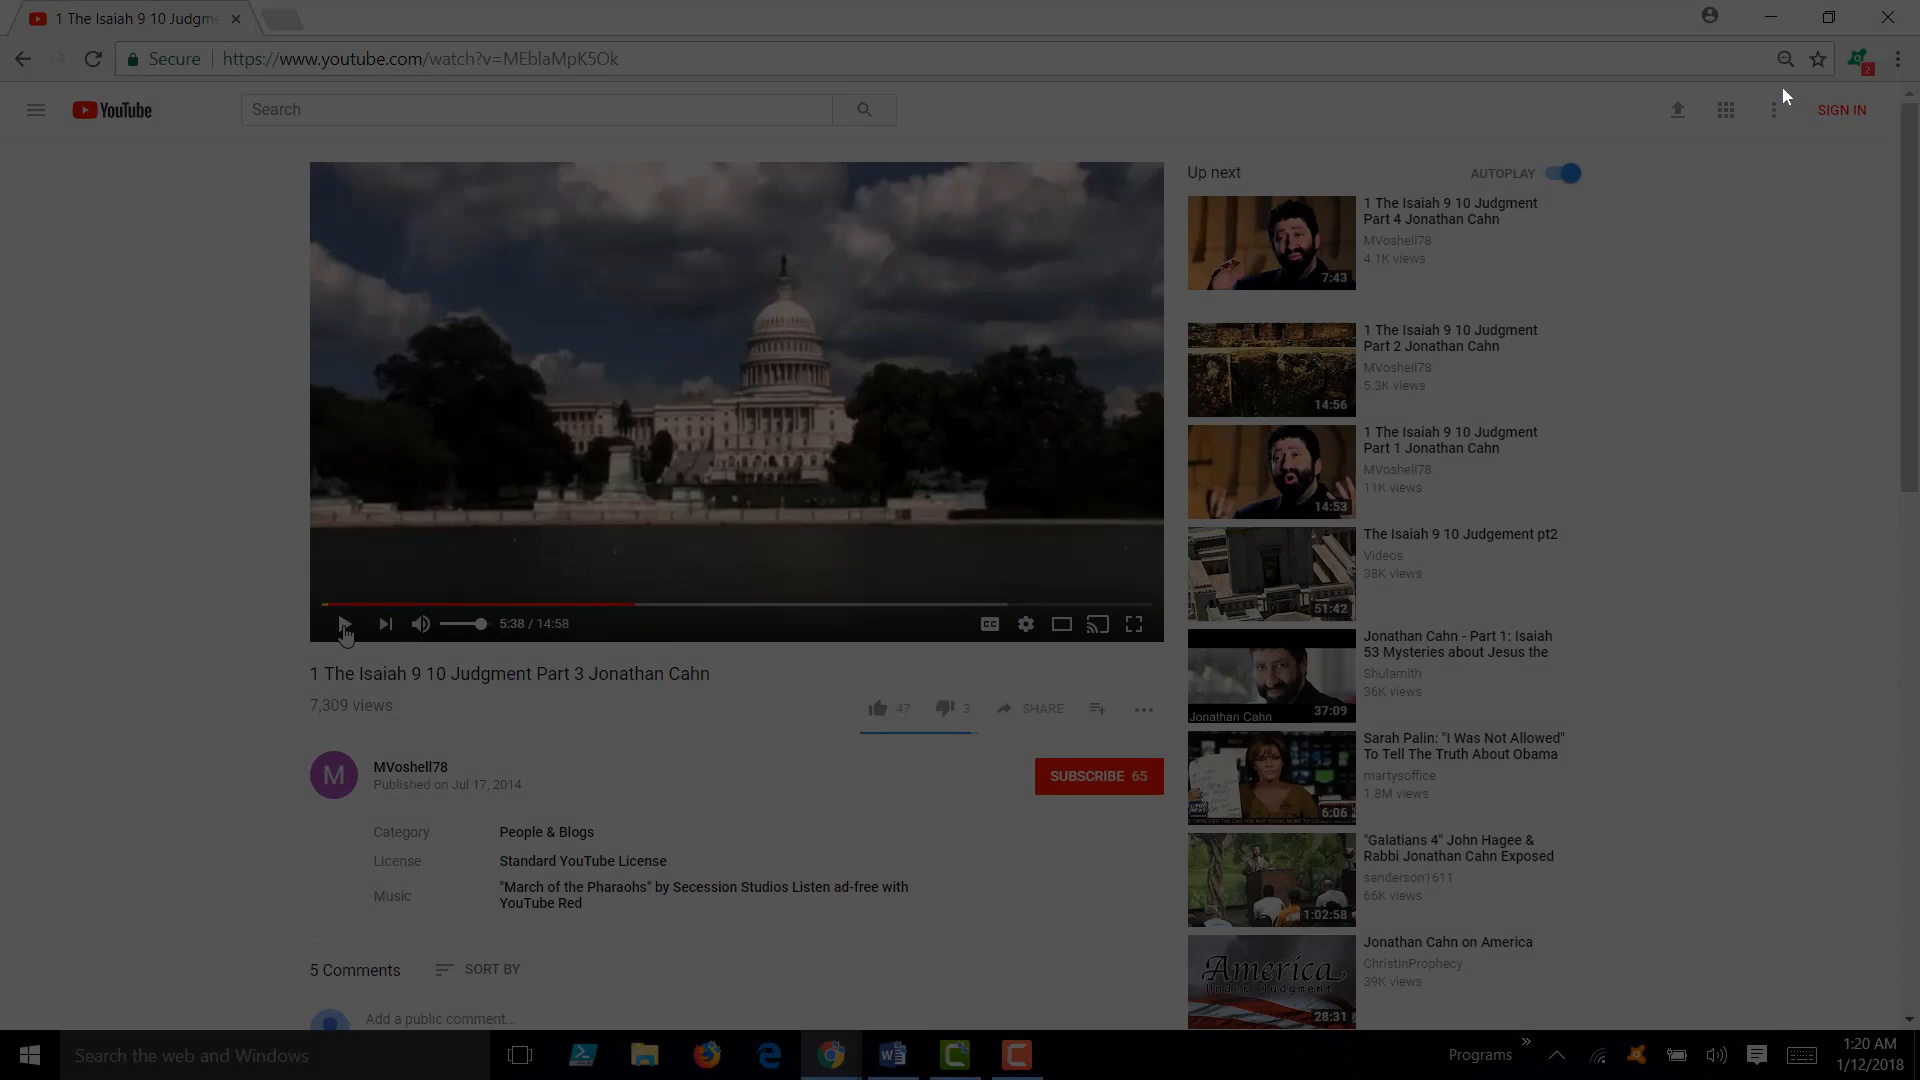 1 The Isaiah 9 10 Judgme
Secure https://www.youtube.com/watch?v=MEblaMpK5Ok
2
YouTube
Search
SIGN IN
Up next
AUTOPLAY
1 The Isaiah 9 10 Judgment
Part 4 Jonathan Cahn
MVoshell78
4.1K views
7:43
1 The Isaiah 9 10 Judgment
Part 2 Jonathan Cahn
MVoshell78
5.3K views
14:56
1 The Isaiah 9 10 Judgment
Part 1 Jonathan Cahn
MVoshell78
11K views
14:53
The Isaiah 9 10 Judgement pt2
Videos
38K views
51:42
Jonathan Cahn - Part 1: Isaiah
53 Mysteries about Jesus the
Shulamith
36K views
Jonathan Cahn
37:09
Sarah Palin: "I Was Not Allowed"
To Tell The Truth About Obama
martysoffice
1.8M views
6:06
"Galatians 4" John Hagee &
Rabbi Jonathan Cahn Exposed
sanderson1611
66K views
1:02:58
Jonathan Cahn on America
ChristInProphecy
39K views
America
Under Judgment
28:31
CC
5:38 / 14:58
1 The Isaiah 9 10 Judgment Part 3 Jonathan Cahn
7,309 views
47
3
SHARE
M
MVoshell78
Published on Jul 17, 2014
SUBSCRIBE 65
Category People & Blogs
License Standard YouTube License
Music "March of the Pharaohs" by Secession Studios Listen ad-free with
YouTube Red
5 Comments
SORT BY
Add a public comment...
Search the web and Windows
Programs
1:20 AM
1/12/2018